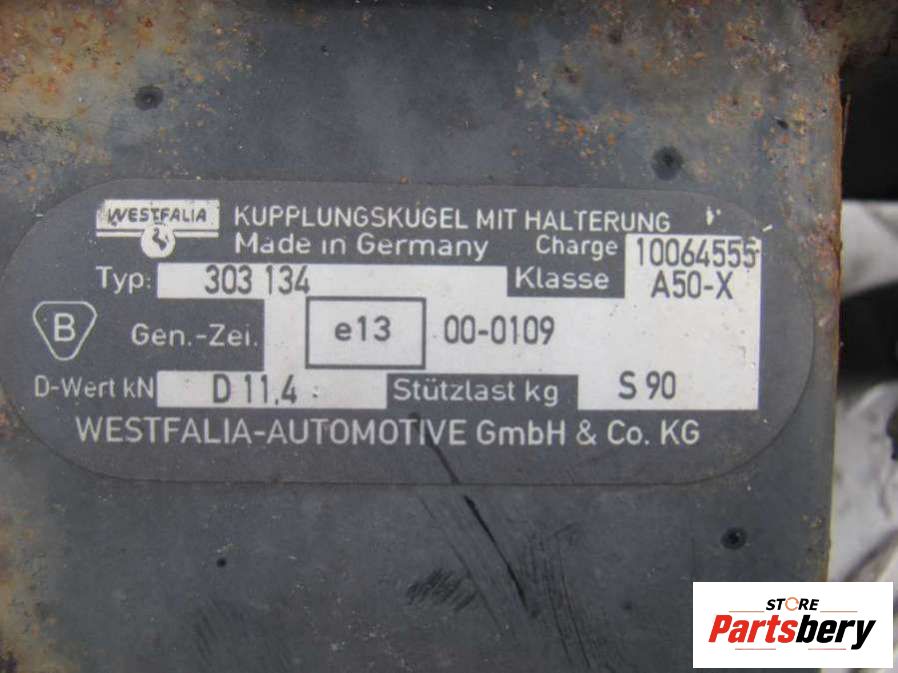 WESTFALIA KUPPLUNGSKUGEL MIT HALTERUNG
Made in Germany Charge 10064555
Typ: 303 134 Klasse A50-X
B Gen.-Zei. e13 00-0109
D-Wert kN D 11,4 Stützlast kg S 90
WESTFALIA-AUTOMOTIVE GmbH & Co. KG
STORE
Partsbery